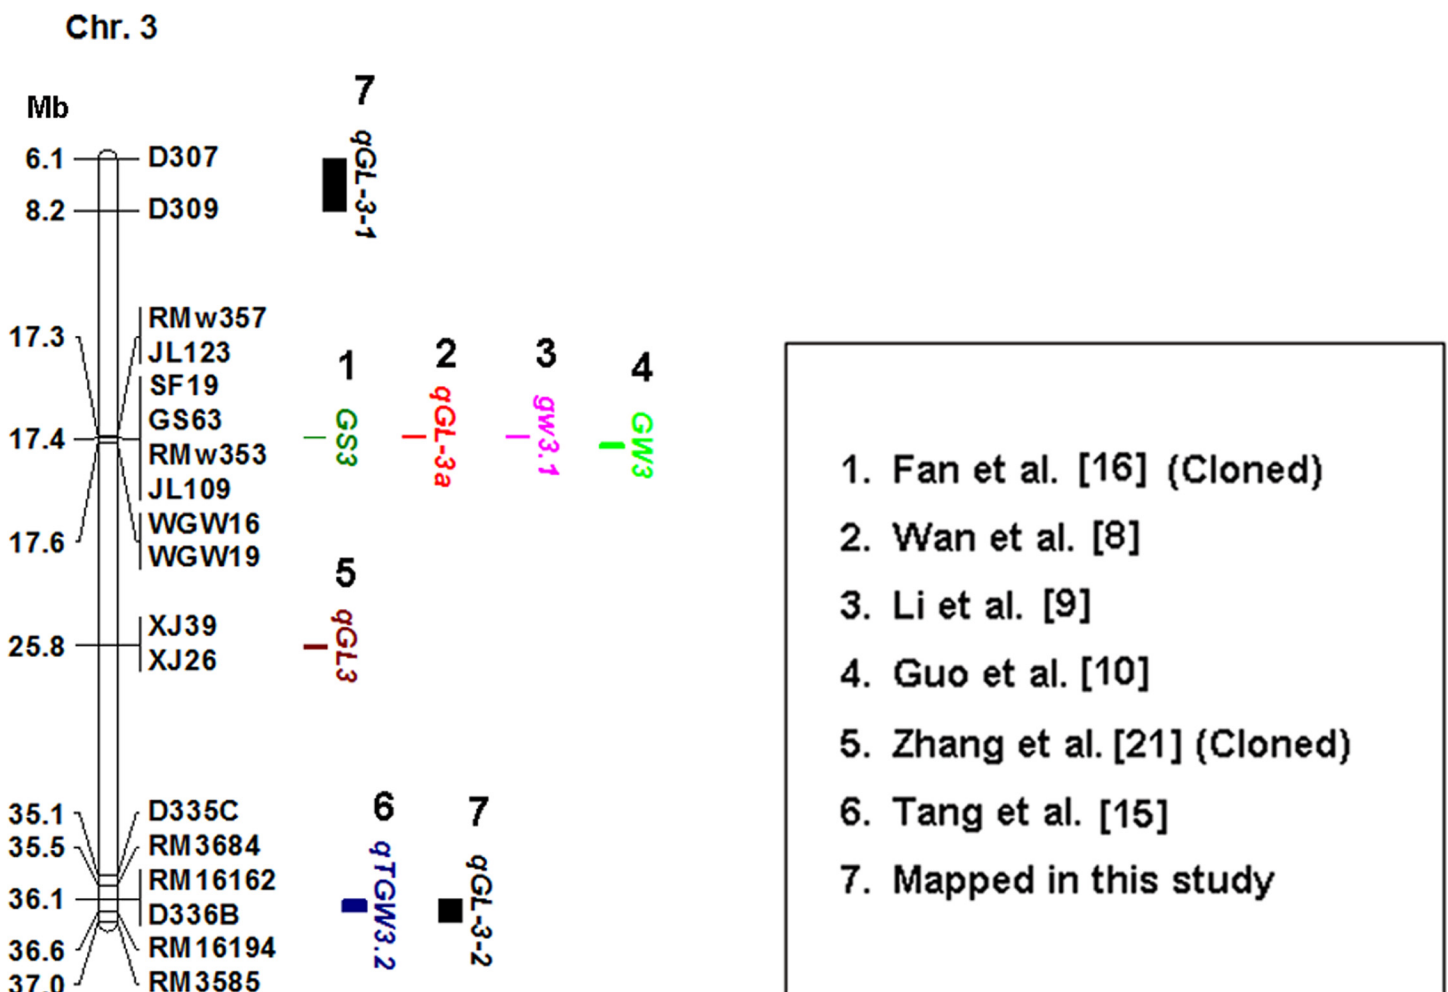 Chr. 3
Mb
7
qGL-3-1
6.1 D307
8.2 D309
17.3
RMw357
JL123
SF19
GS63
17.4
RMw353
JL109
WGW16
17.6
WGW19
1
GS3
2
qGL-3a
3
gw3.1
4
GW3
5
qGL3
25.8
XJ39
XJ26
6
qTGW3.2
7
qGL-3-2
35.1 D335C
35.5 RM3684
RM16162
36.1
D336B
36.6 RM16194
37.0 RM3585
1. Fan et al. [16] (Cloned)
2. Wan et al. [8]
3. Li et al. [9]
4. Guo et al. [10]
5. Zhang et al. [21] (Cloned)
6. Tang et al. [15]
7. Mapped in this study